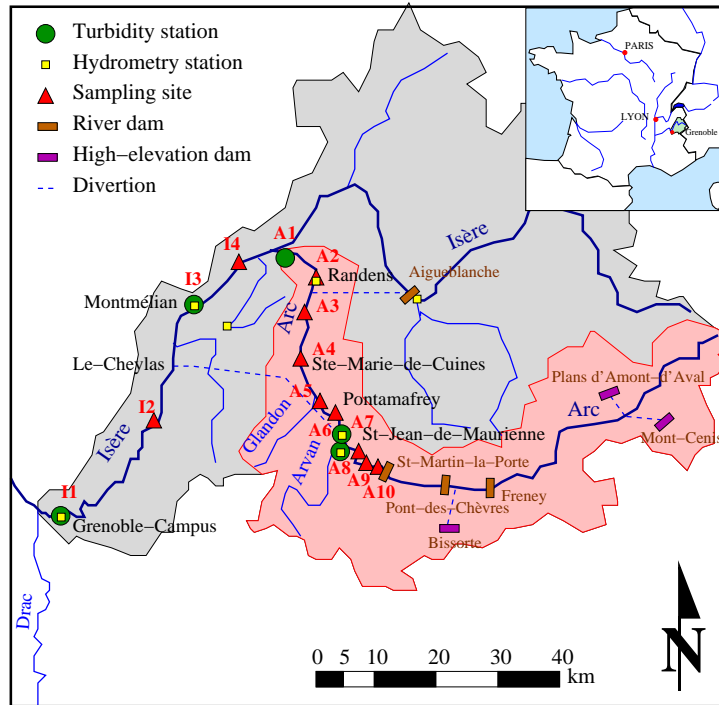 Turbidity station
Hydrometry station
Sampling site
River dam
High−elevation dam
Divertion
PARIS
LYON
Grenoble
Isère
A1
I4
A2
Randens
Aigueblanche
I3
Montmélian
Arc
A3
A4
Ste−Marie−de−Cuines
Le−Cheylas
Plans d'Amont−d'Aval
A5
Pontamafrey
Arc
I2
Glandon
A6
A7
St−Jean−de−Maurienne
Mont−Cenis
Isère
Arvan
A8
A9
A10
St−Martin−la−Porte
I1
Grenoble−Campus
Pont−des−Chèvres
Freney
Bissorte
Drac
N
0 5 10 20 30 40
km